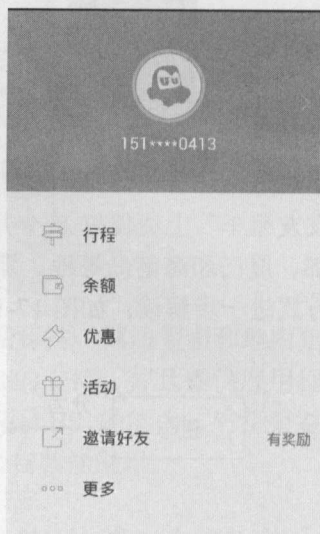 151****0413
行程
余额
优惠
活动
邀请好友 有奖励
更多